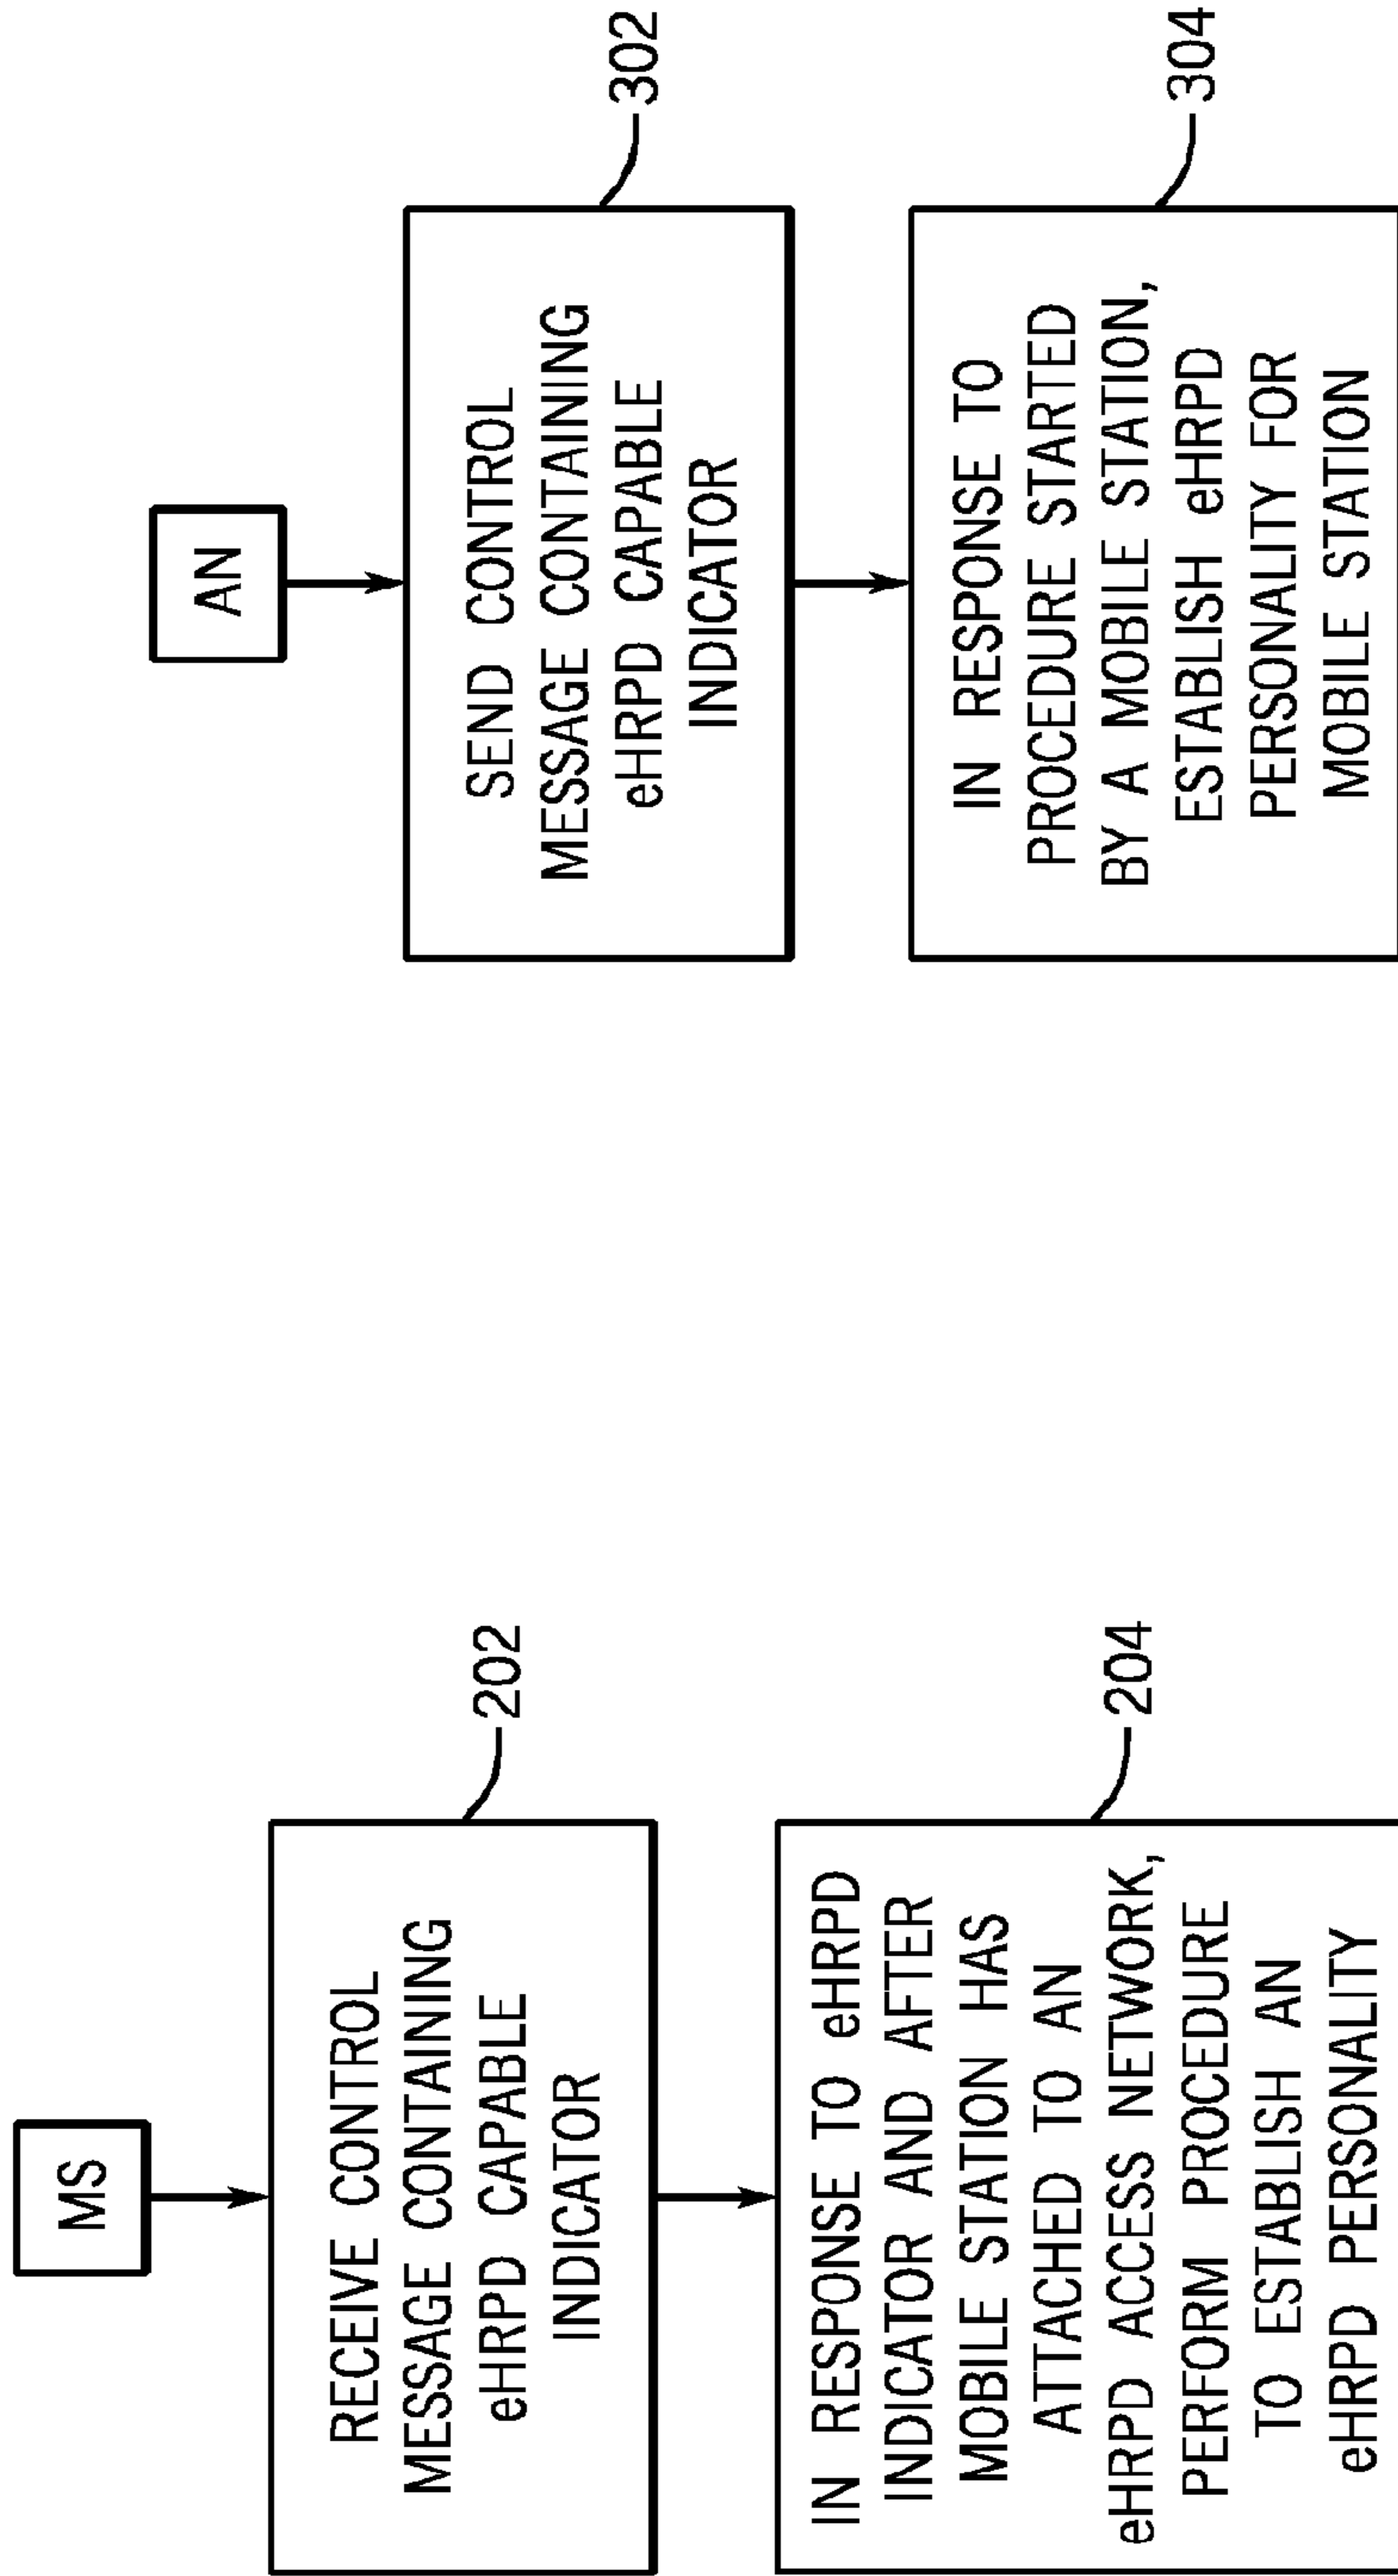 MS
RECEIVE CONTROL
MESSAGE CONTAINING
eHRPD CAPABLE
INDICATOR
202
IN RESPONSE TO eHRPD
INDICATOR AND AFTER
MOBILE STATION HAS
ATTACHED TO AN
eHRPD ACCESS NETWORK,
PERFORM PROCEDURE
TO ESTABLISH AN
eHRPD PERSONALITY
204
AN
SEND CONTROL
MESSAGE CONTAINING
eHRPD CAPABLE
INDICATOR
302
IN RESPONSE TO
PROCEDURE STARTED
BY A MOBILE STATION,
ESTABLISH eHRPD
PERSONALITY FOR
MOBILE STATION
304